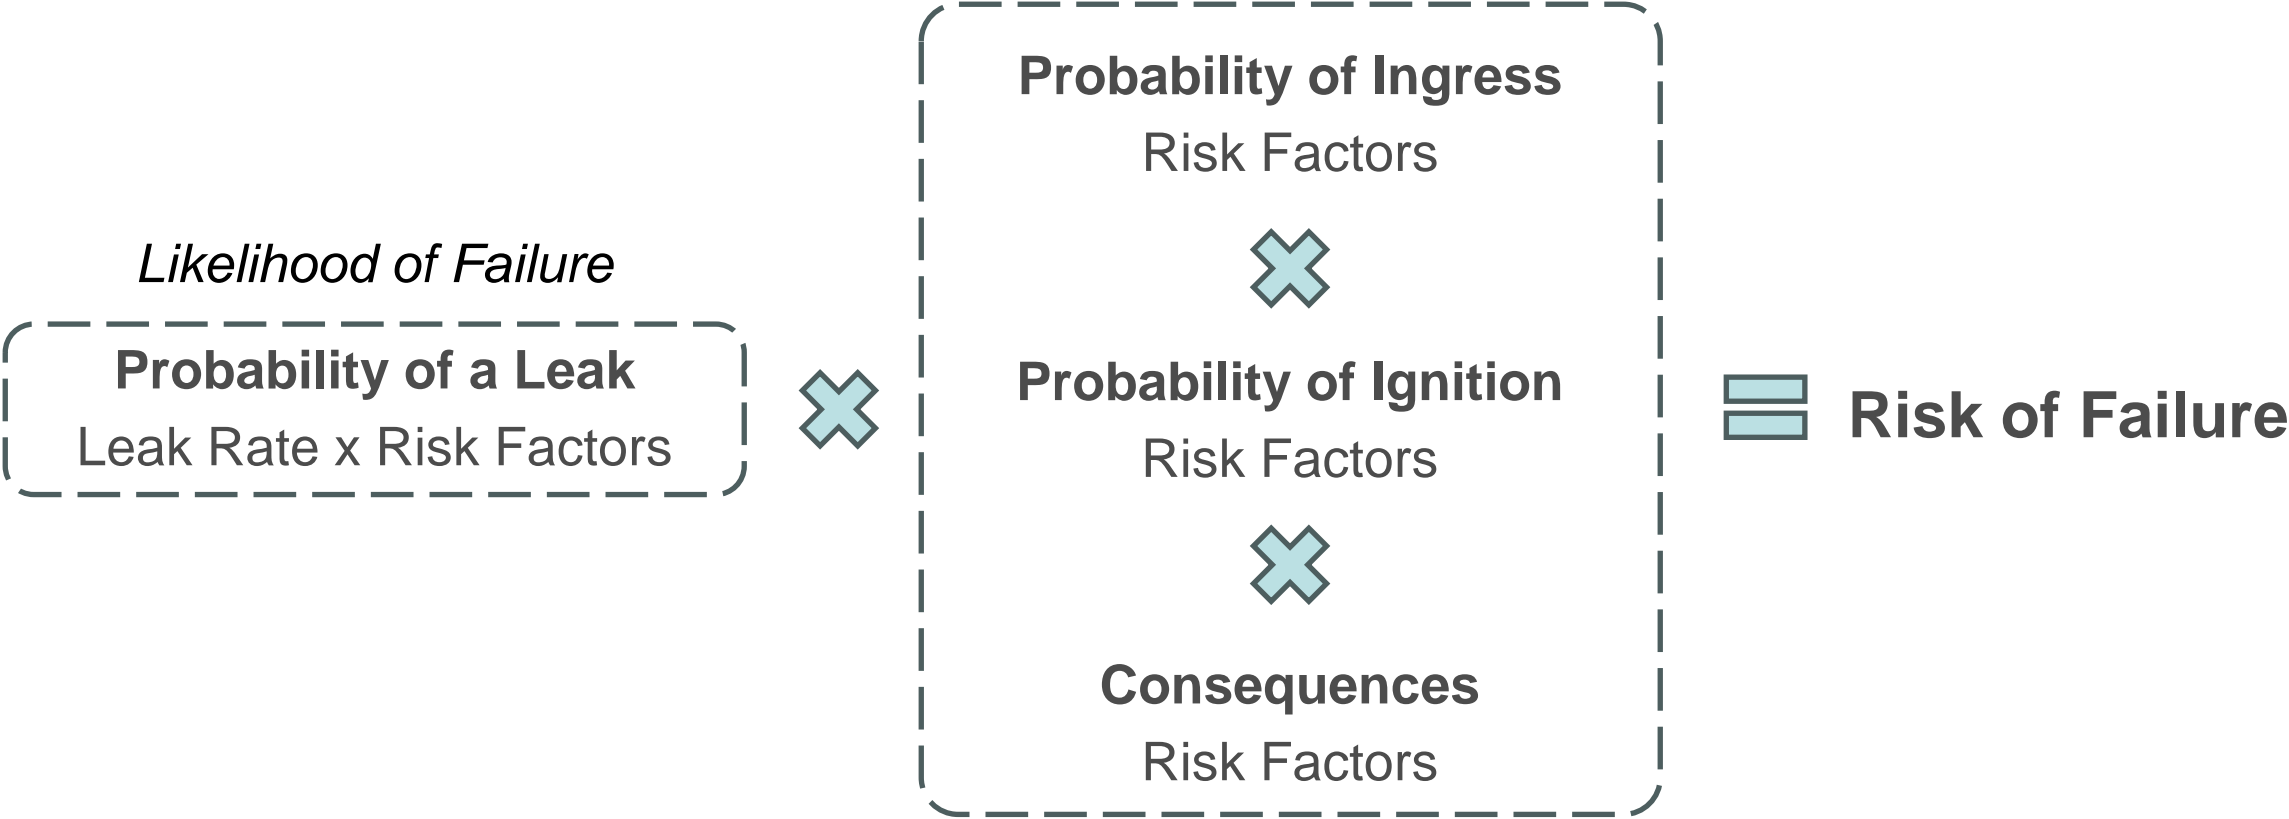 Likelihood of Failure
Probability of a Leak
Leak Rate x Risk Factors
Probability of Ingress
Risk Factors
Probability of Ignition
Risk Factors
Consequences
Risk Factors
Risk of Failure